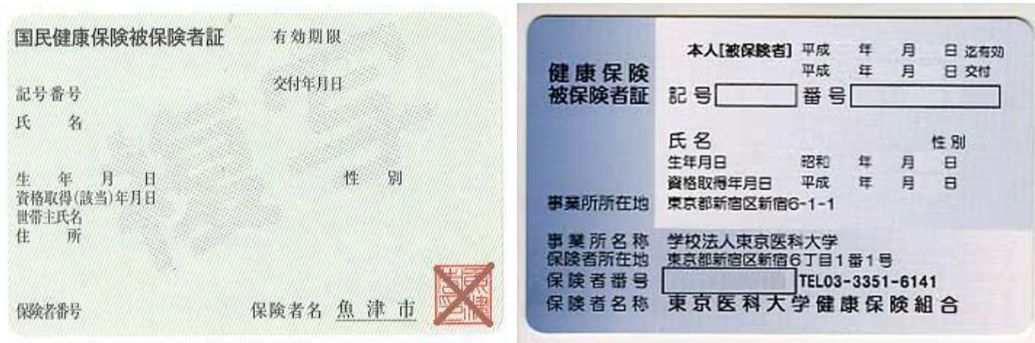 国民健康保険被保険者証
有効期限
交付年月日
記号番号
氏 名
生 年 月 日
性 別
資格取得(該当)年月日
世帯主氏名
住 所
保険者番号
保険者名 魚 津 市
本人[被保険者] 平成 年 月 日 迄有効
平成 年 月 日 交付
健康保険
被保険者証
記号 番号
氏名 性別
生年月日 昭和 年 月 日
資格取得年月日 平成 年 月 日
事業所所在地 東京都新宿区新宿6-1-1
事業所名称 学校法人東京医科大学
保険者所在地 東京都新宿区新宿6丁目1番1号
保険者番号 TEL03-3351-6141
保険者名称 東京医科大学健康保険組合